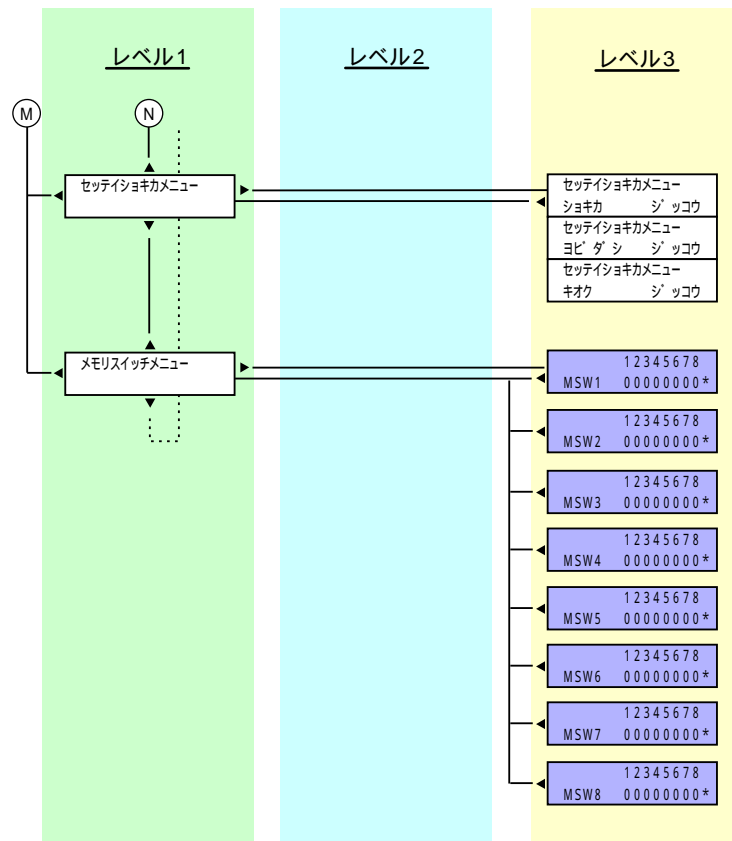 レベル1
レベル2
レベル3
M
N
セッテイショキカメニュー
セッテイショキカメニュー
ショキカ ジッコウ
セッテイショキカメニュー
ヨビダシ ジッコウ
セッテイショキカメニュー
キオク ジッコウ
メモリスイッチメニュー
12345678
MSW1 00000000*
12345678
MSW2 00000000*
12345678
MSW3 00000000*
12345678
MSW4 00000000*
12345678
MSW5 00000000*
12345678
MSW6 00000000*
12345678
MSW7 00000000*
12345678
MSW8 00000000*